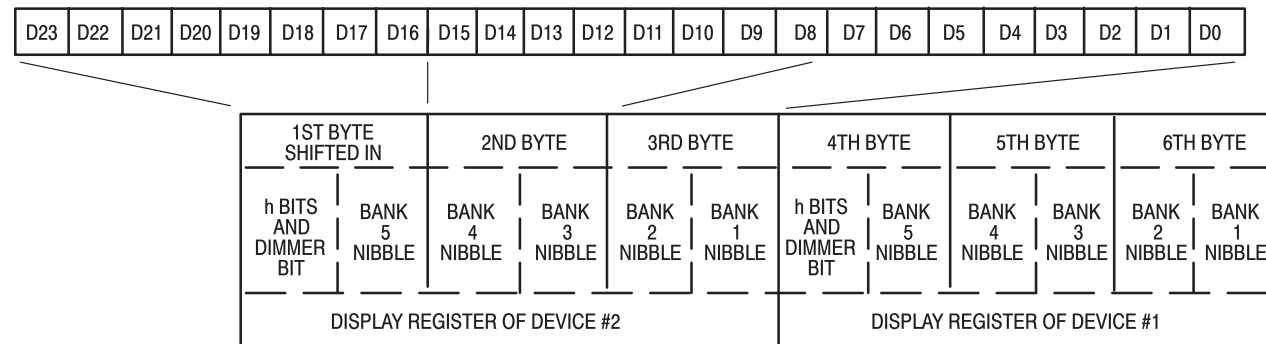 D23 D22 D21 D20 D19 D18 D17 D16 D15 D14 D13 D12 D11 D10 D9 D8 D7 D6 D5 D4 D3 D2 D1 D0
1ST BYTE
SHIFTED IN
2ND BYTE
3RD BYTE
4TH BYTE
5TH BYTE
6TH BYTE
h BITS
AND
DIMMER
BIT
BANK
5
NIBBLE
BANK
4
NIBBLE
BANK
3
NIBBLE
BANK
2
NIBBLE
BANK
1
NIBBLE
h BITS
AND
DIMMER
BIT
BANK
5
NIBBLE
BANK
4
NIBBLE
BANK
3
NIBBLE
BANK
2
NIBBLE
BANK
1
NIBBLE
DISPLAY REGISTER OF DEVICE #2
DISPLAY REGISTER OF DEVICE #1